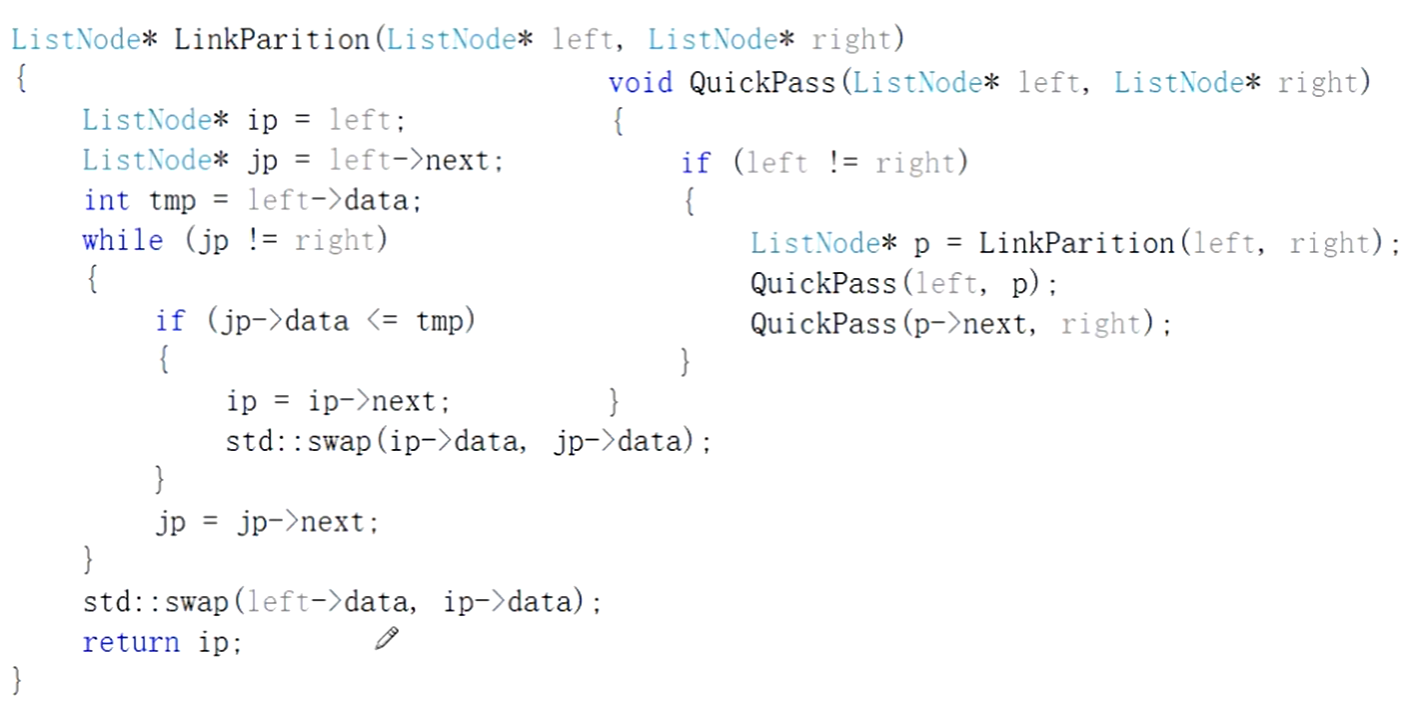 ListNode* LinkParition(ListNode* left, ListNode* right)
{
ListNode* ip = left;
ListNode* jp = left->next;
int tmp = left->data;
while (jp != right)
{
if (jp->data <= tmp)
{
ip = ip->next;
std::swap(ip->data, jp->data);
}
jp = jp->next;
}
std::swap(left->data, ip->data);
return ip;
}
void QuickPass(ListNode* left, ListNode* right)
{
if (left != right)
{
ListNode* p = LinkParition(left, right);
QuickPass(left, p);
QuickPass(p->next, right);
}
}